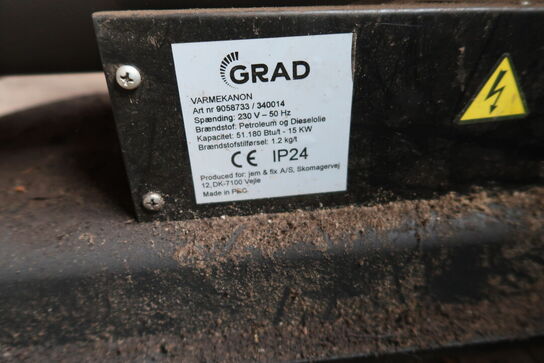 GRAD
VARMEKANON
Art nr 9058733 / 340014
Spænding: 230 V – 50 Hz
Brændstof: Petroleum og Dieselolie
Kapacitet: 51.180 Btu/t - 15 KW
Brændstofstilførsel: 1.2 kg/t
CE IP24
Produced for: jem & fix A/S, Skomagervej
12, DK-7100 Vejle
Made in PRC